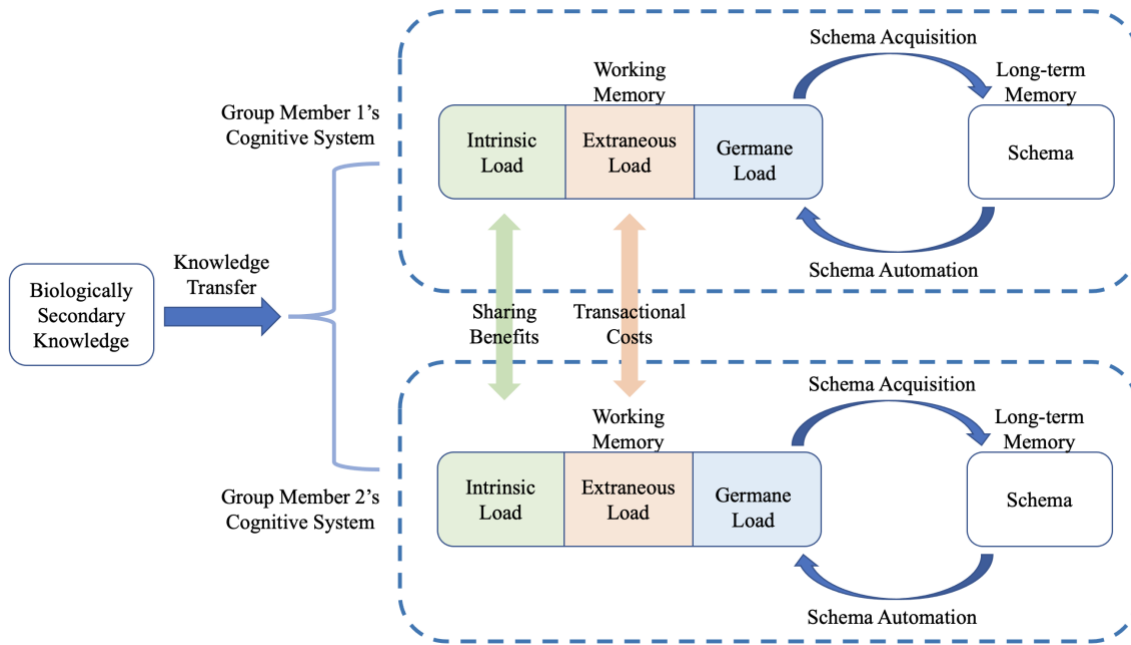 Biologically
Secondary
Knowledge
Knowledge
Transfer
Group Member 1's
Cognitive System
Working
Memory
Intrinsic
Load
Extraneous
Load
Germane
Load
Schema Acquisition
Long-term
Memory
Schema
Schema Automation
Sharing
Benefits
Transactional
Costs
Group Member 2's
Cognitive System
Working
Memory
Intrinsic
Load
Extraneous
Load
Germane
Load
Schema Acquisition
Long-term
Memory
Schema
Schema Automation